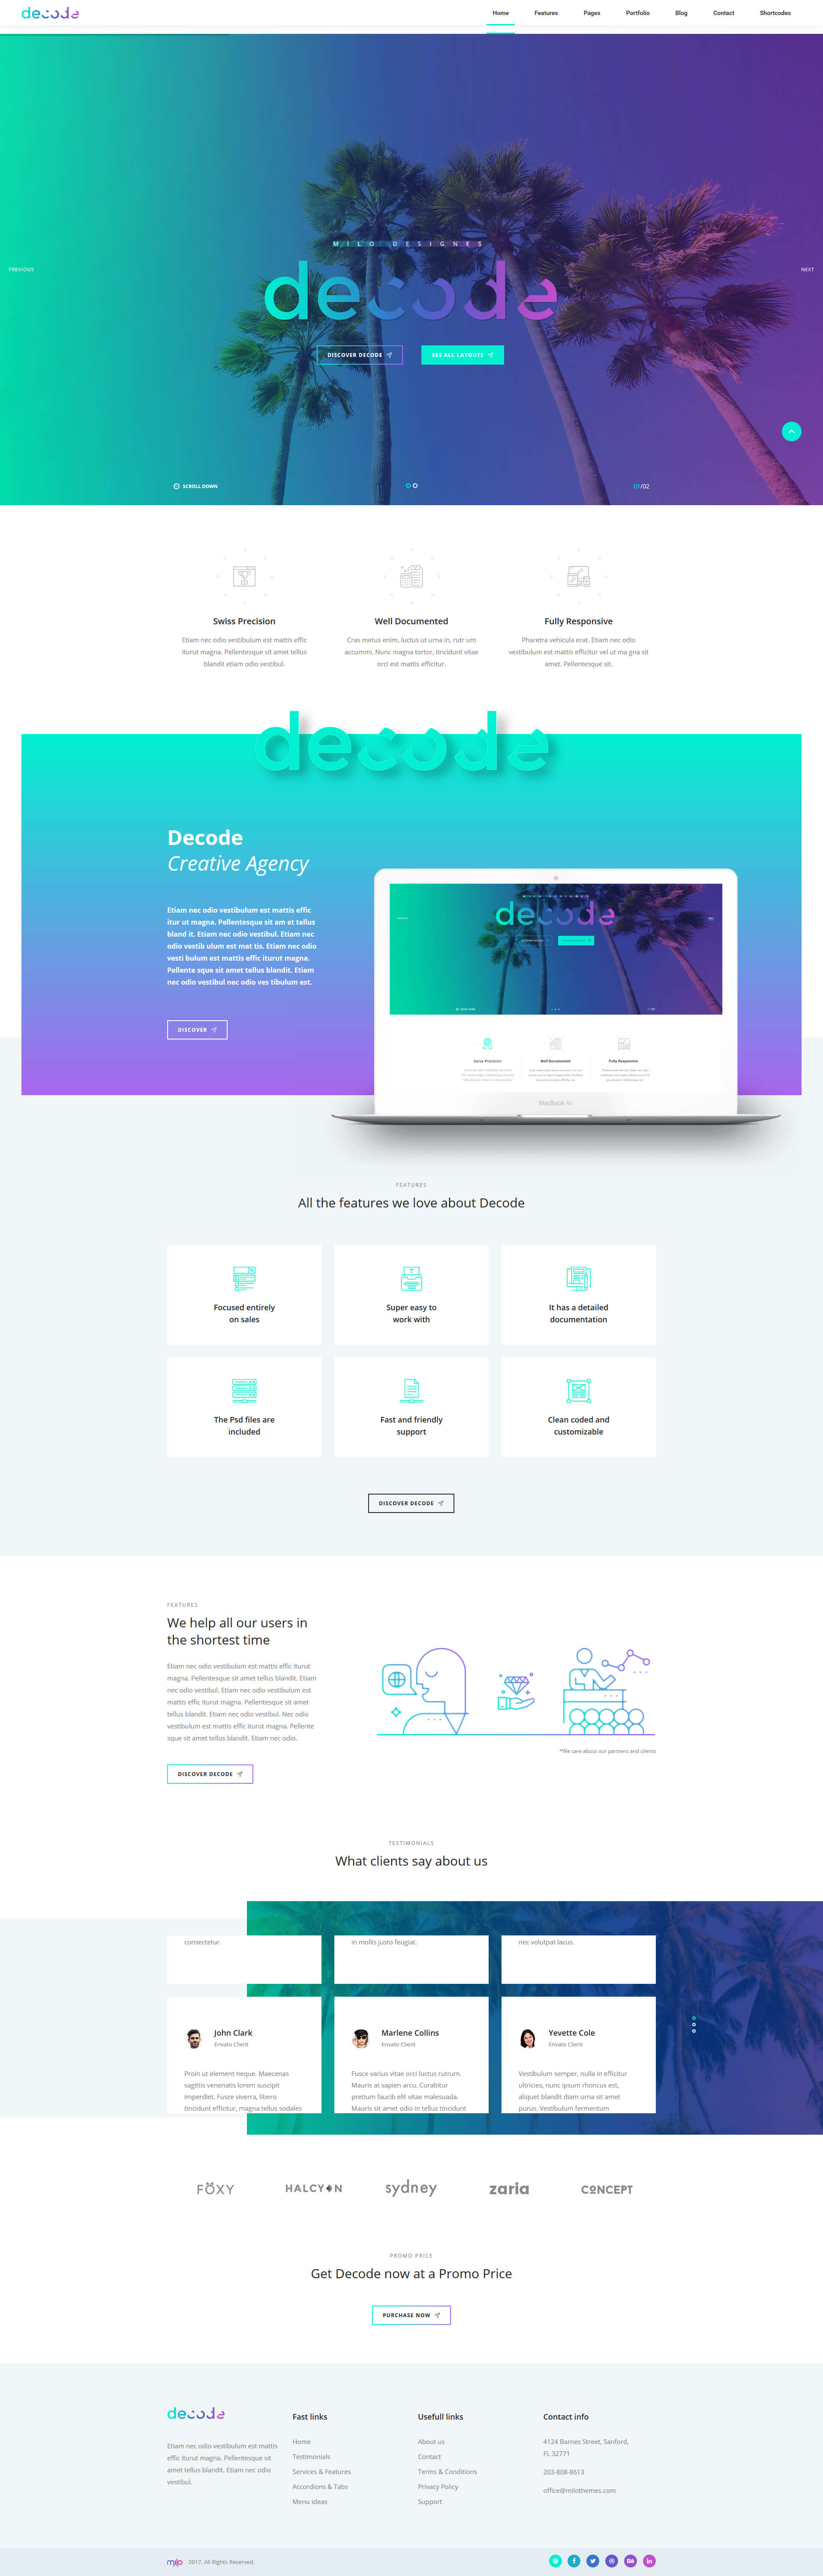 decode
Home Features Pages Portfolio Blog Contact Shortcodes
MILO DESIGNES
decode
PREVIOUS
NEXT
DISCOVER DECODE
SEE ALL LAYOUTS
SCROLL DOWN
01/02
Swiss Precision
Etiam nec odio vestibulum est mattis effic
iturut magna. Pellentesque sit amet tellus
blandit etiam odio vestibul.
Well Documented
Cras metus enim, luctus ut urna in, rutr um
accummi. Nunc magna tortor, tincidunt vitae
orci est mattis efficitur.
Fully Responsive
Pharetra vehicula erat. Etiam nec odio
vestibulum est mattis efficitur vel ut ma gna sit
amet. Pellentesque sit.
decode
Decode
Creative Agency
Etiam nec odio vestibulum est mattis effic
itur ut magna. Pellentesque sit am et tellus
bland it. Etiam nec odio vestibul. Etiam nec
odio vestib ulum est mat tis. Etiam nec odio
vesti bulum est mattis effic iturut magna.
Pellente sque sit amet tellus blandit. Etiam
nec odio vestibul nec odio ves tibulum est.
DISCOVER
decode
Swiss Precision
Well Documented
Fully Responsive
MacBook Air
FEATURES
All the features we love about Decode
Focused entirely
on sales
Super easy to
work with
It has a detailed
documentation
The Psd files are
included
Fast and friendly
support
Clean coded and
customizable
DISCOVER DECODE
FEATURES
We help all our users in
the shortest time
Etiam nec odio vestibulum est mattis effic iturut
magna. Pellentesque sit amet tellus blandit. Etiam
nec odio vestibul. Etiam nec odio vestibulum est
mattis effic iturut magna. Pellentesque sit amet
tellus blandit. Etiam nec odio vestibul. Nec odio
vestibulum est mattis effic iturut magna. Pellente
sque sit amet tellus blandit. Etiam nec odio.
DISCOVER DECODE
*We care about our partners and clients
TESTIMONIALS
What clients say about us
consectetur.
in mollis justo feugiat.
nec volutpat lacus.
John Clark
Envato Client
Proin ut element neque. Maecenas
sagittis venenatis lorem suscipit
imperdiet. Fusce viverra, libero
tincidunt efficitur, magna tellus sodales
Marlene Collins
Envato Client
Fusce varius vitae orci luctus rutrum.
Mauris at sapien arcu. Curabitur
pretium faucib elit vitae malesuada.
Mauris sit amet odio in tellus tincidunt
Yevette Cole
Envato Client
Vestibulum semper, nulla in efficitur
ultricies, nunc ipsum rhoncus est,
aliquet blandit diam urna sit amet
purus. Vestibulum fermentum
FOXY
HALCYON
sydney
zaria
CONCEPT
PROMO PRICE
Get Decode now at a Promo Price
PURCHASE NOW
decode
Etiam nec odio vestibulum est mattis
effic iturut magna. Pellentesque sit
amet tellus blandit. Etiam nec odio
vestibul.
Fast links
Home
Testimonials
Services & Features
Accordions & Tabs
Menu ideas
Usefull links
About us
Contact
Terms & Conditions
Privacy Policy
Support
Contact info
4124 Barnes Street, Sanford,
FL 32771
203-808-8613
office@milothemes.com
milo 2017, All Rights Reserved.